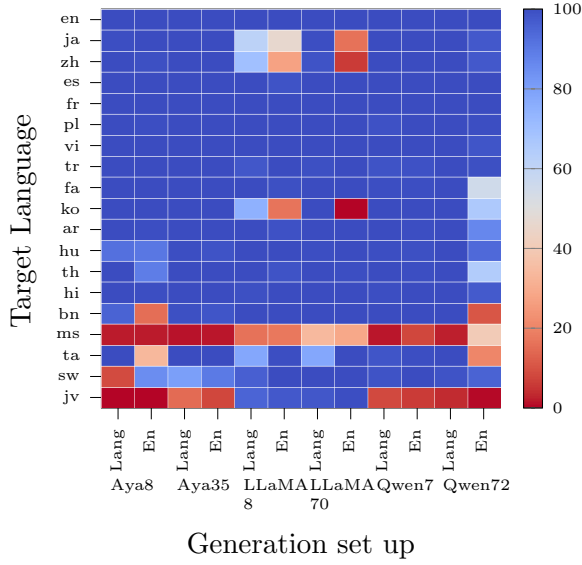 Target Language
en
ja
zh
es
fr
pl
vi
tr
fa
ko
ar
hu
th
hi
bn
ms
ta
sw
jv
100
80
60
40
20
0
Lang En Lang En Lang En Lang En Lang En Lang En
Aya8 Aya35 LLaMA LLaMA Qwen7 Qwen72
8 70
Generation set up